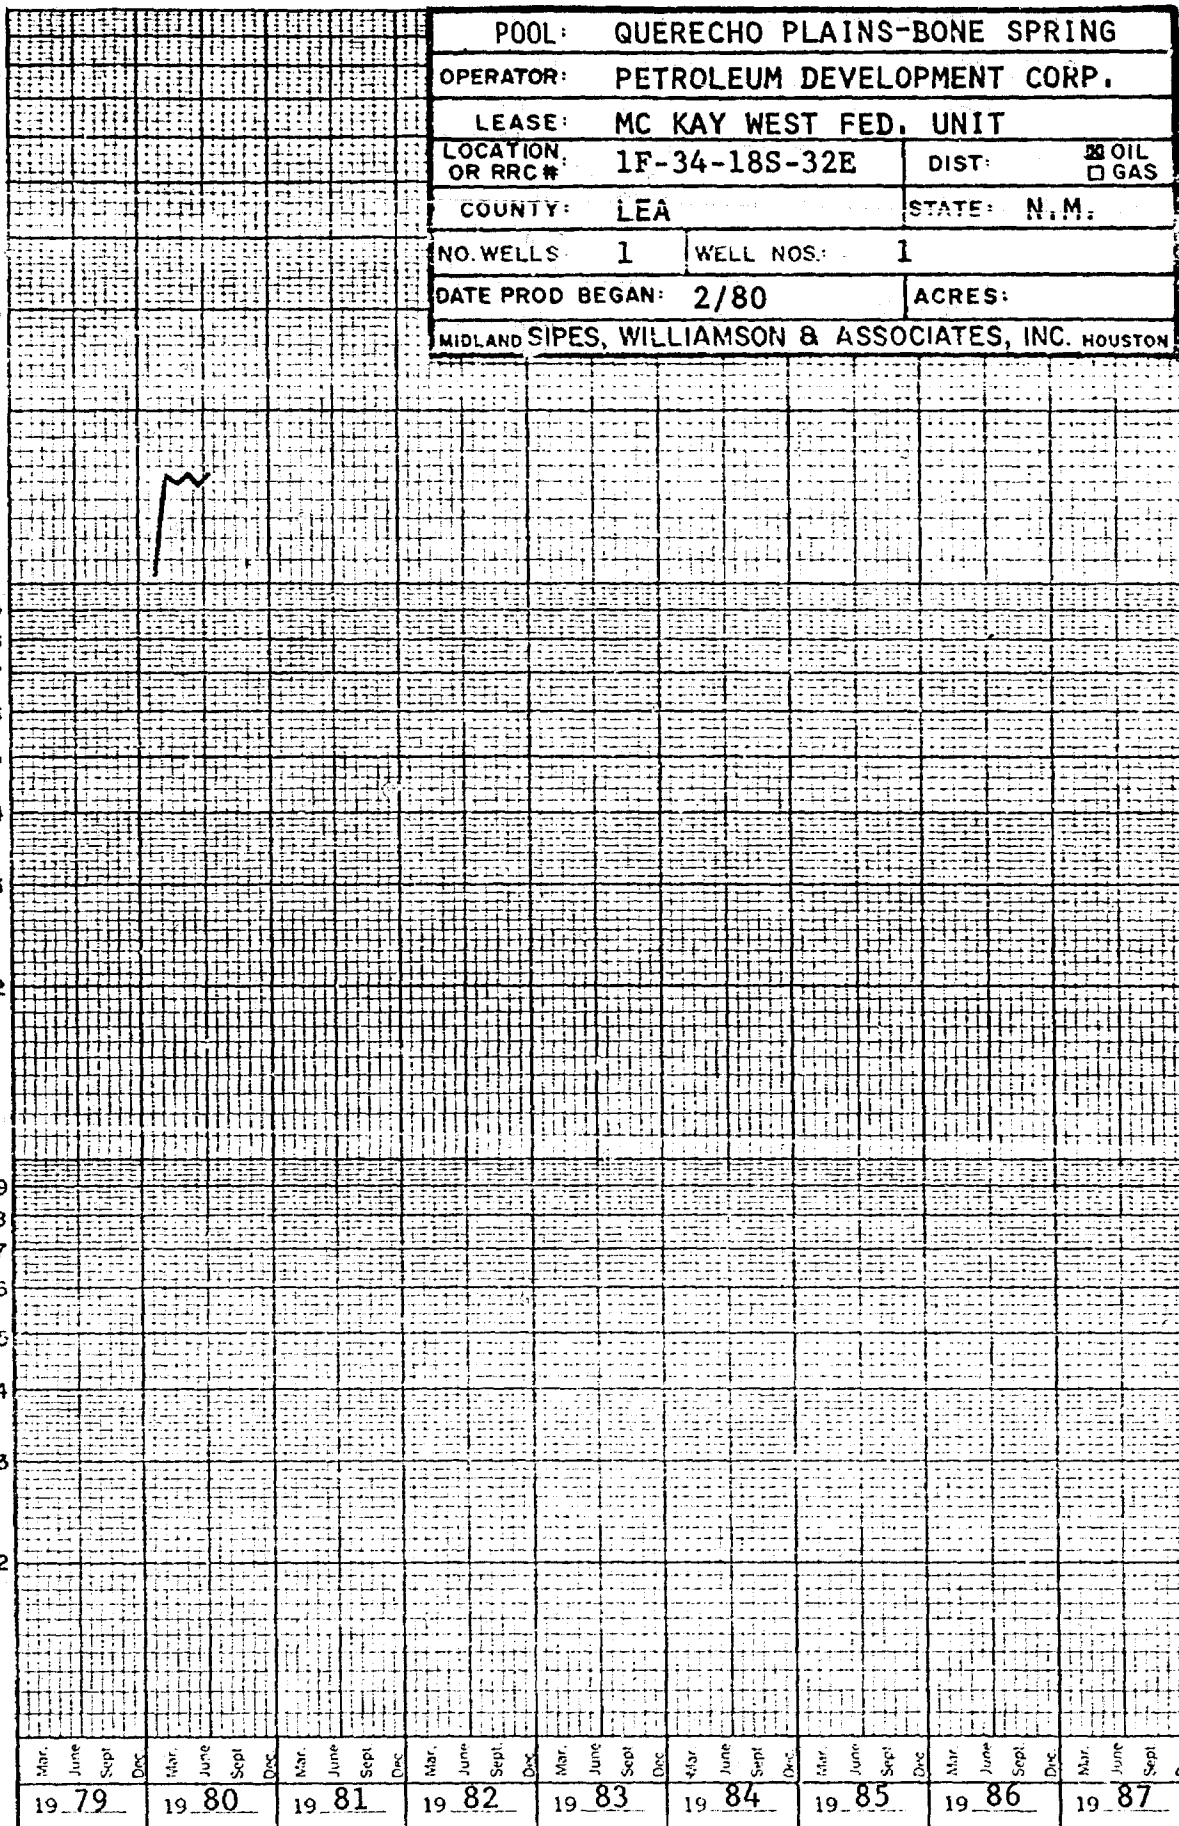 POOL: QUERECHO PLAINS-BONE SPRING
OPERATOR: PETROLEUM DEVELOPMENT CORP.
LEASE: MC KAY WEST FED. UNIT
LOCATION OR RRC# 1F-34-18S-32E DIST: ☒ OIL ☐ GAS
COUNTY: LEA STATE: N.M.
NO. WELLS 1 WELL NOS.: 1
DATE PROD BEGAN: 2/80 ACRES:
MIDLAND SIPES, WILLIAMSON & ASSOCIATES, INC. HOUSTON
9
8
7
6
5
4
3
2
Mar. June Sept Dec Mar. June Sept Dec Mar. June Sept Dec. Mar. June Sept. Dec Mar. June Sept. Dec Mar June Sept. Dec. Mar. June Sept. Dec. Mar. June Sept. Dec Mar. June Sept.
19 79 19 80 19 81 19 82 19 83 19 84 19 85 19 86 19 87